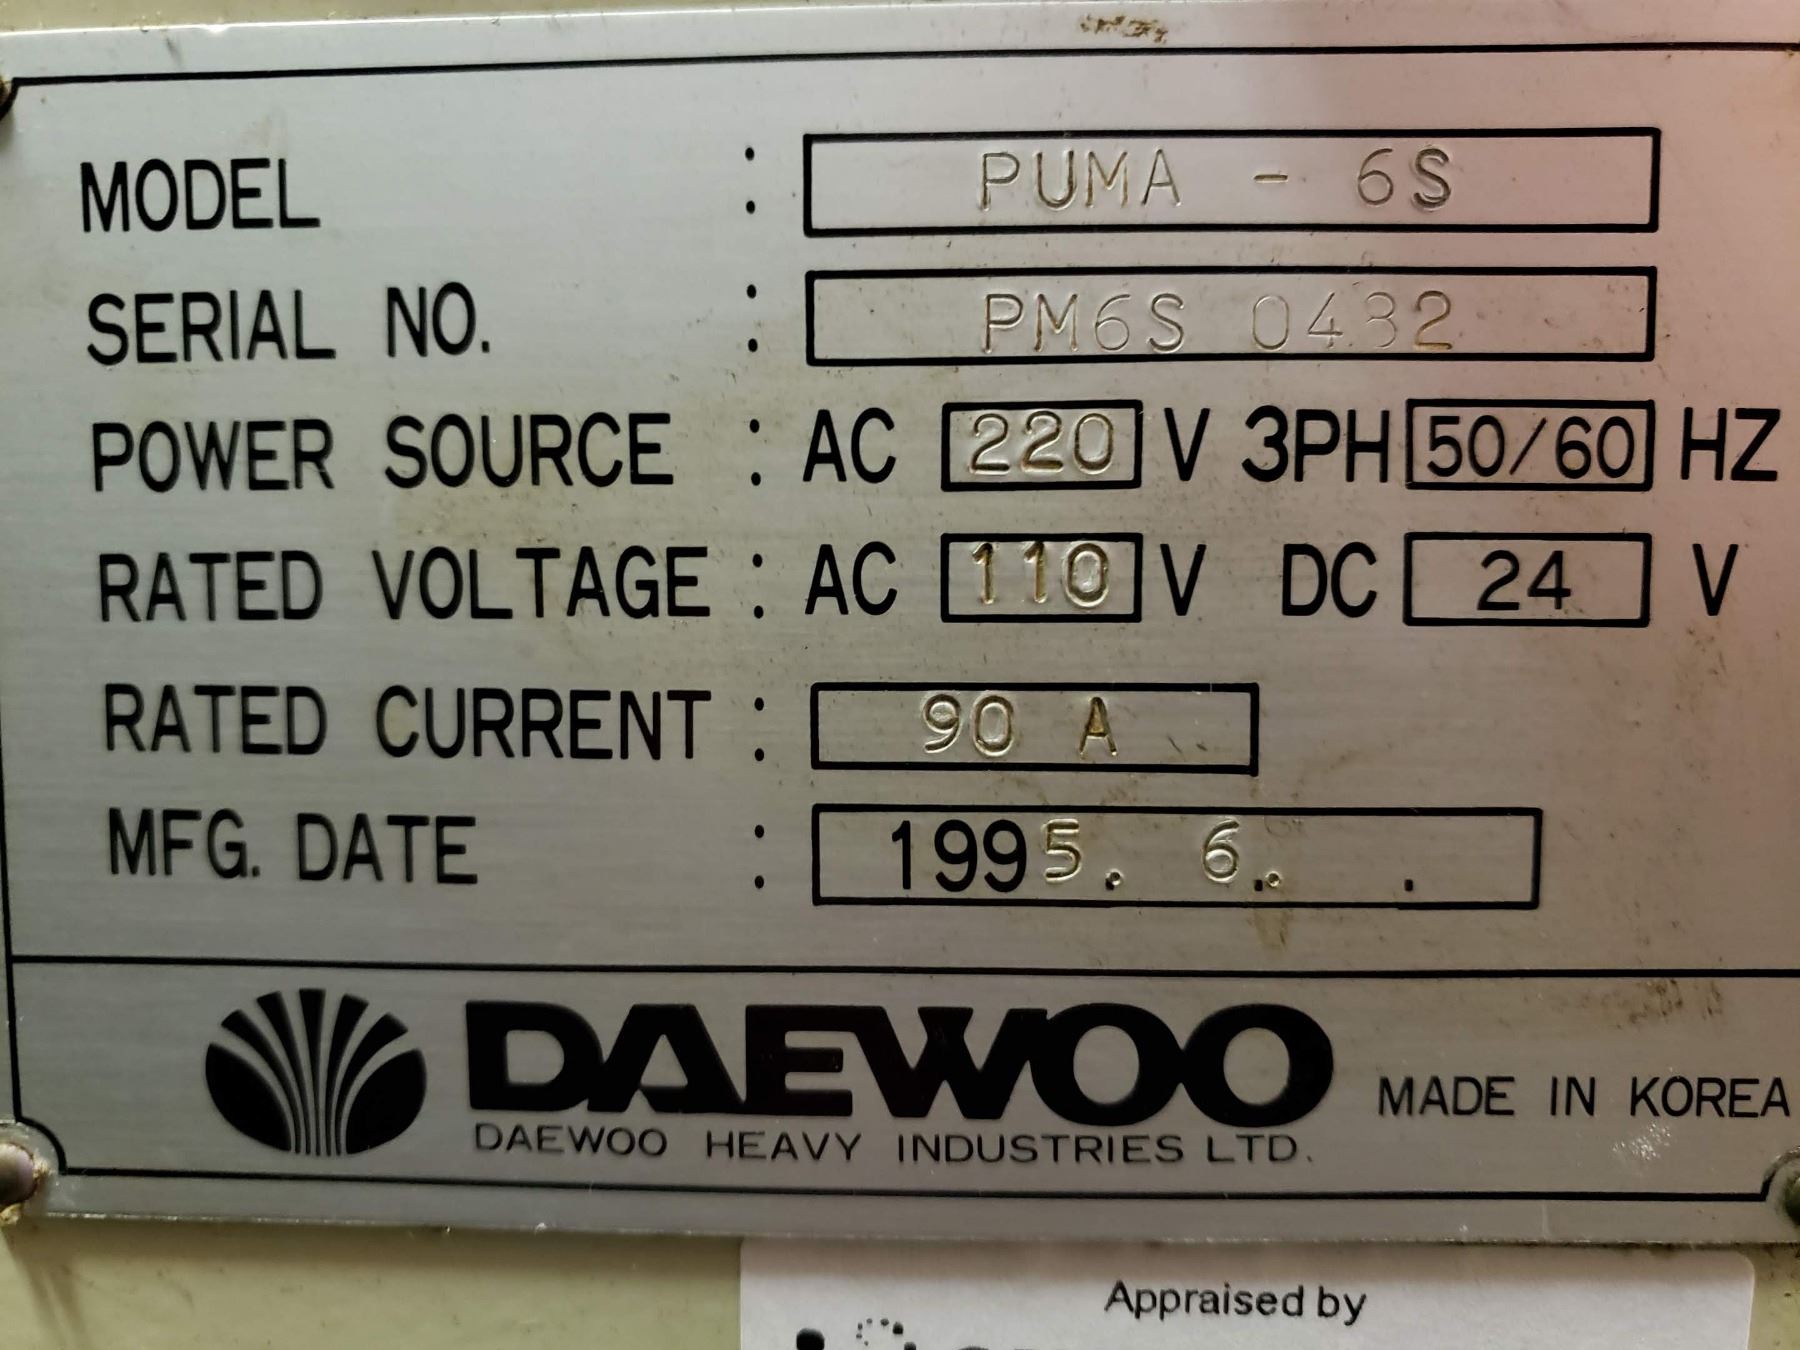 MODEL : PUMA - 6S
SERIAL NO. : PM6S 0432
POWER SOURCE : AC 220 V 3PH 50/60 HZ
RATED VOLTAGE : AC 110 V DC 24 V
RATED CURRENT : 90 A
MFG. DATE : 1995. 6. .
DAEWOO MADE IN KOREA
DAEWOO HEAVY INDUSTRIES LTD.
Appraised by